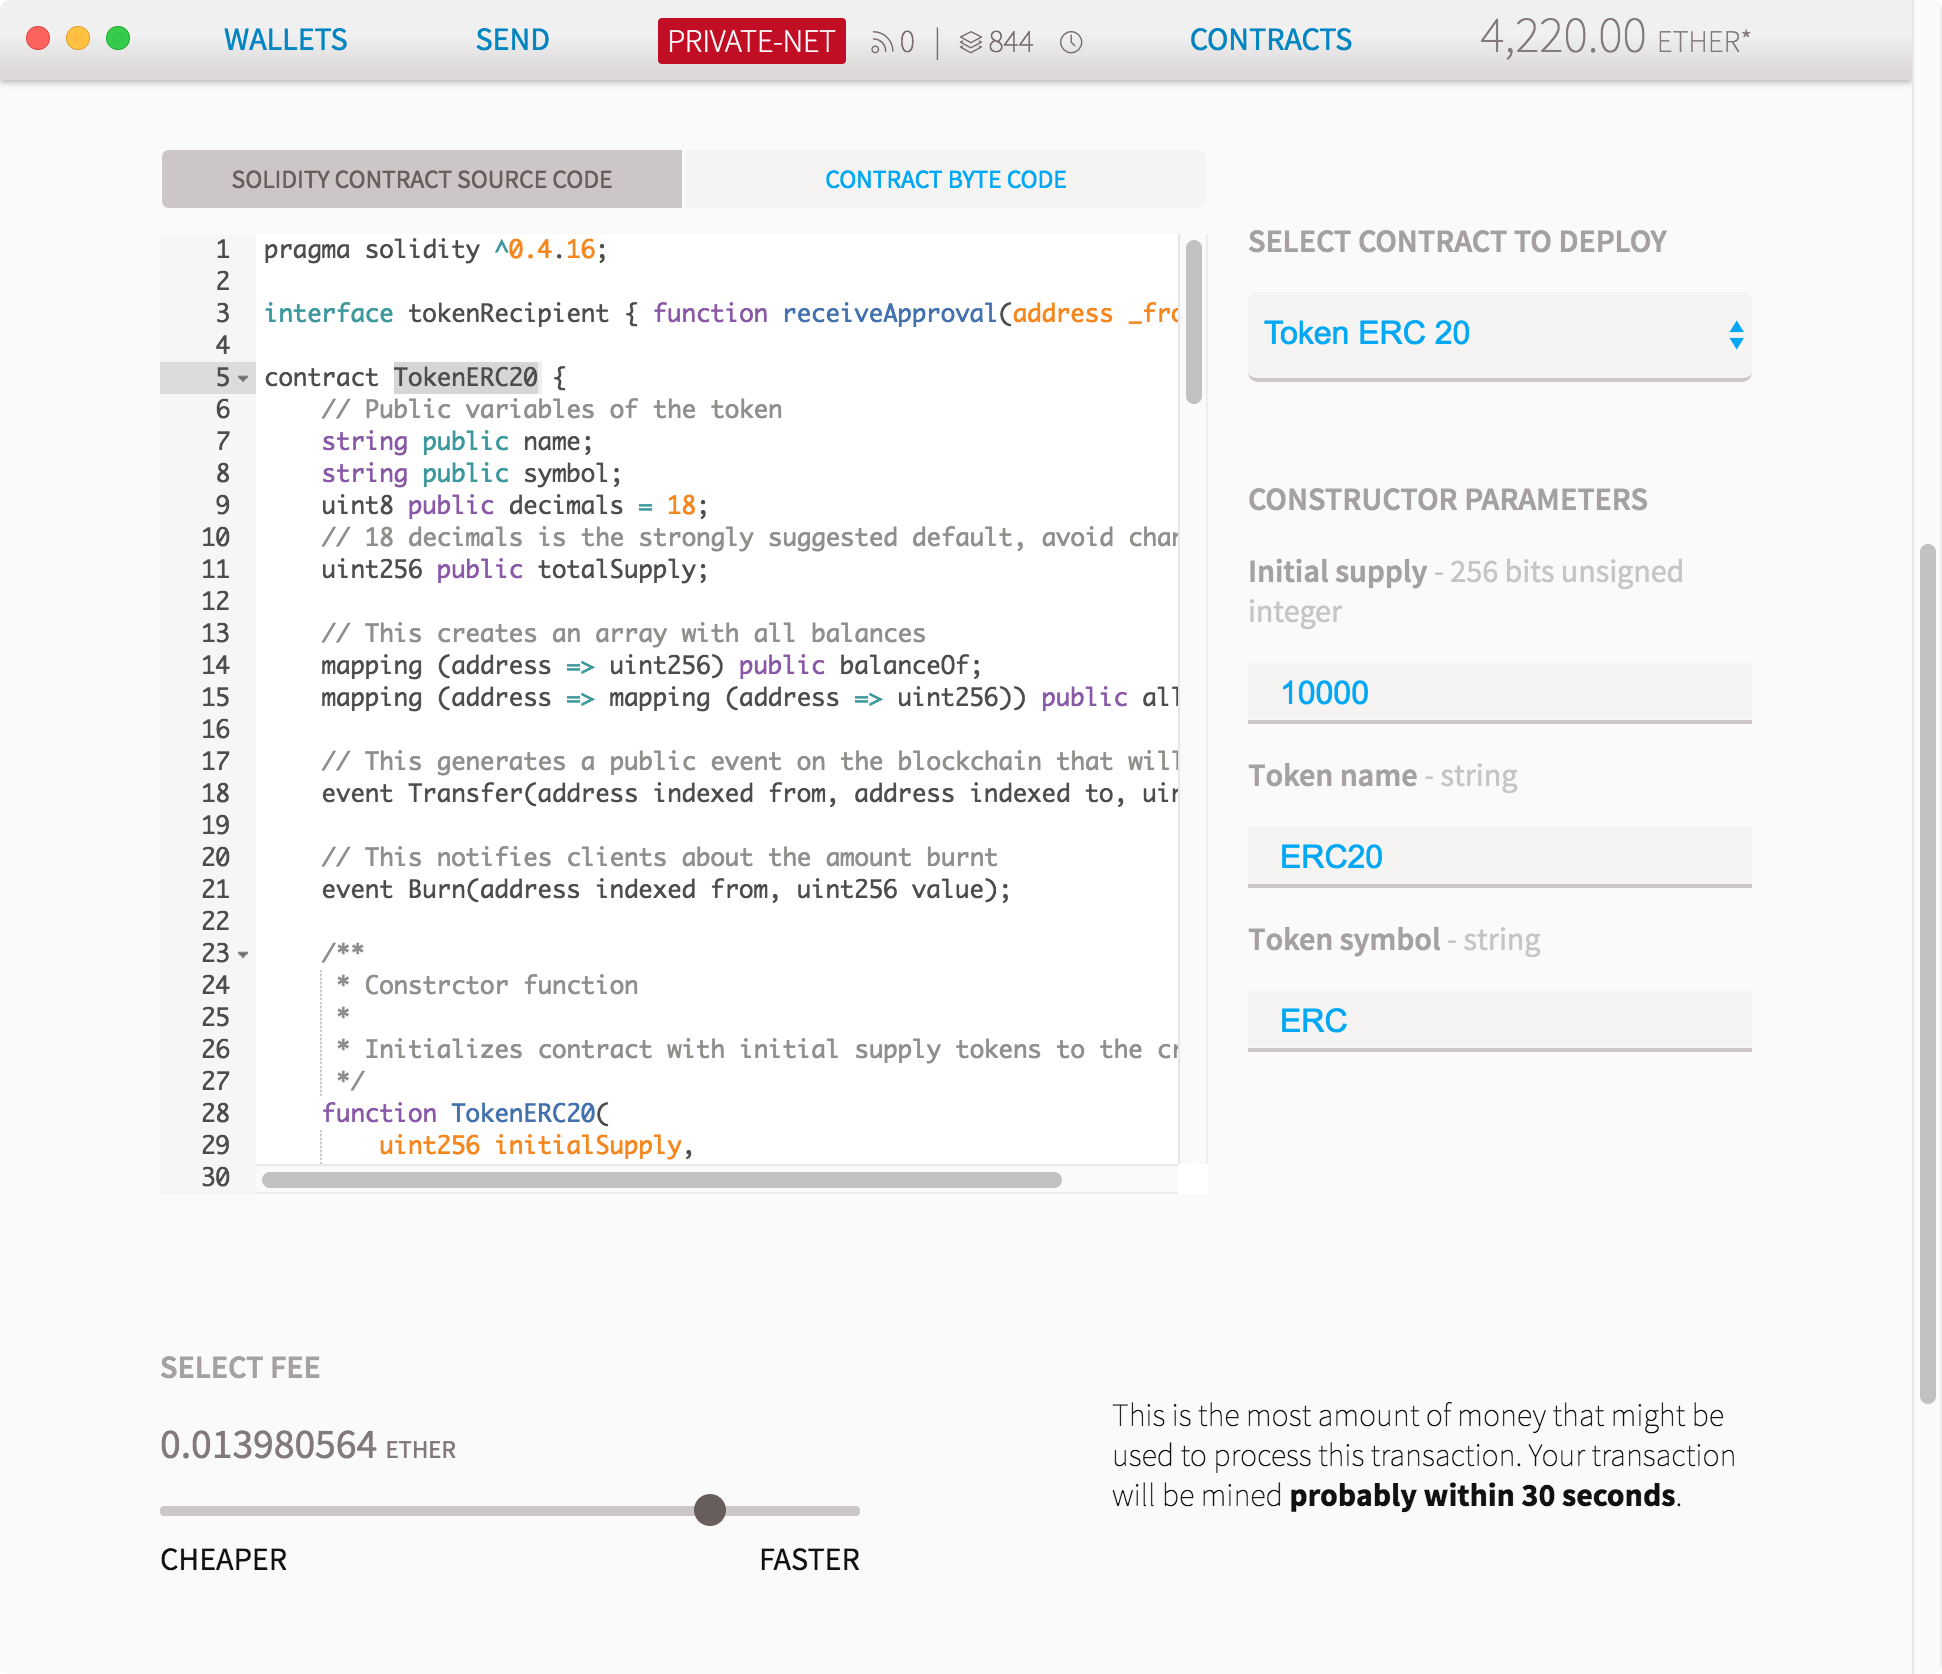 WALLETS SEND PRIVATE-NET 0 | 844 CONTRACTS 4,220.00 ETHER*
SOLIDITY CONTRACT SOURCE CODE CONTRACT BYTE CODE
1 pragma solidity ^0.4.16;
2
3 interface tokenRecipient { function receiveApproval(address _fro
4
5 contract TokenERC20 {
6 // Public variables of the token
7 string public name;
8 string public symbol;
9 uint8 public decimals = 18;
10 // 18 decimals is the strongly suggested default, avoid
11 uint256 public totalSupply;
12
13 // This creates an array with all balances
14 mapping (address => uint256) public balanceOf;
15 mapping (address => mapping (address => uint256)) public all
16
17 // This generates a public event on the blockchain that will
18 event Transfer(address indexed from, address indexed to,
19
20 // This notifies clients about the amount burnt
21 event Burn(address indexed from, uint256 value);
22
23 /**
24 * Constrctor function
25 *
26 * Initializes contract with initial supply tokens to the
27 */
28 function TokenERC20(
29 uint256 initialSupply,
30
SELECT CONTRACT TO DEPLOY
Token ERC 20
CONSTRUCTOR PARAMETERS
Initial supply - 256 bits unsigned
integer
10000
Token name - string
ERC20
Token symbol - string
ERC
SELECT FEE
0.013980564 ETHER
CHEAPER FASTER
This is the most amount of money that might be
used to process this transaction. Your transaction
will be mined probably within 30 seconds.